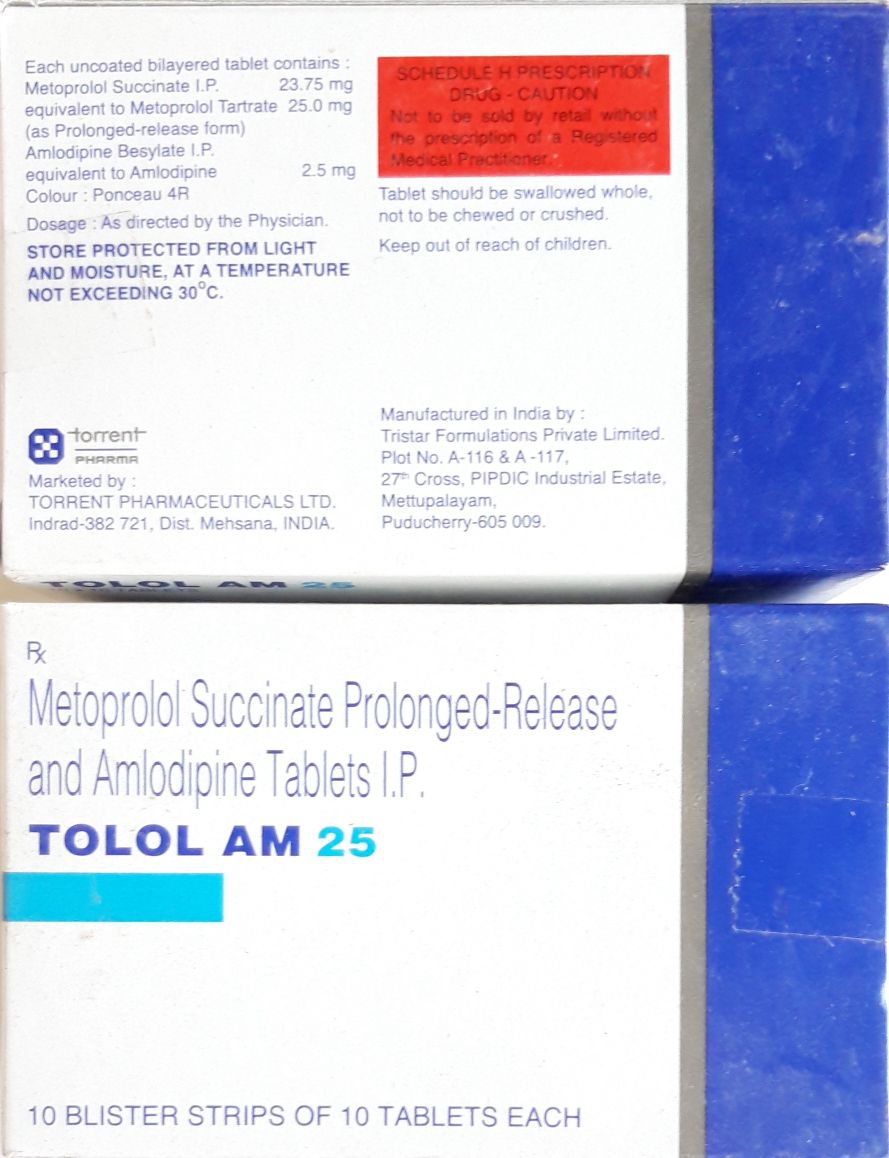 Each uncoated bilayered tablet contains :
Metoprolol Succinate I.P. 23.75 mg
equivalent to Metoprolol Tartrate 25.0 mg
(as Prolonged-release form)
Amlodipine Besylate I.P.
equivalent to Amlodipine 2.5 mg
Colour : Ponceau 4R
Dosage : As directed by the Physician.
STORE PROTECTED FROM LIGHT
AND MOISTURE, AT A TEMPERATURE
NOT EXCEEDING 30°C.
SCHEDULE H PRESCRIPTION
DRUG - CAUTION
Not to be sold by retail without
the prescription of a Registered
Medical Practitioner.
Tablet should be swallowed whole,
not to be chewed or crushed.
Keep out of reach of children.
torrent
PHARMA
Marketed by :
TORRENT PHARMACEUTICALS LTD.
Indrad-382 721, Dist. Mehsana, INDIA.
Manufactured in India by :
Tristar Formulations Private Limited.
Plot No. A-116 & A -117,
27th Cross, PIPDIC Industrial Estate,
Mettupalayam,
Puducherry-605 009.
TOLOL AM 25
Rx
Metoprolol Succinate Prolonged-Release
and Amlodipine Tablets I.P.
TOLOL AM 25
10 BLISTER STRIPS OF 10 TABLETS EACH